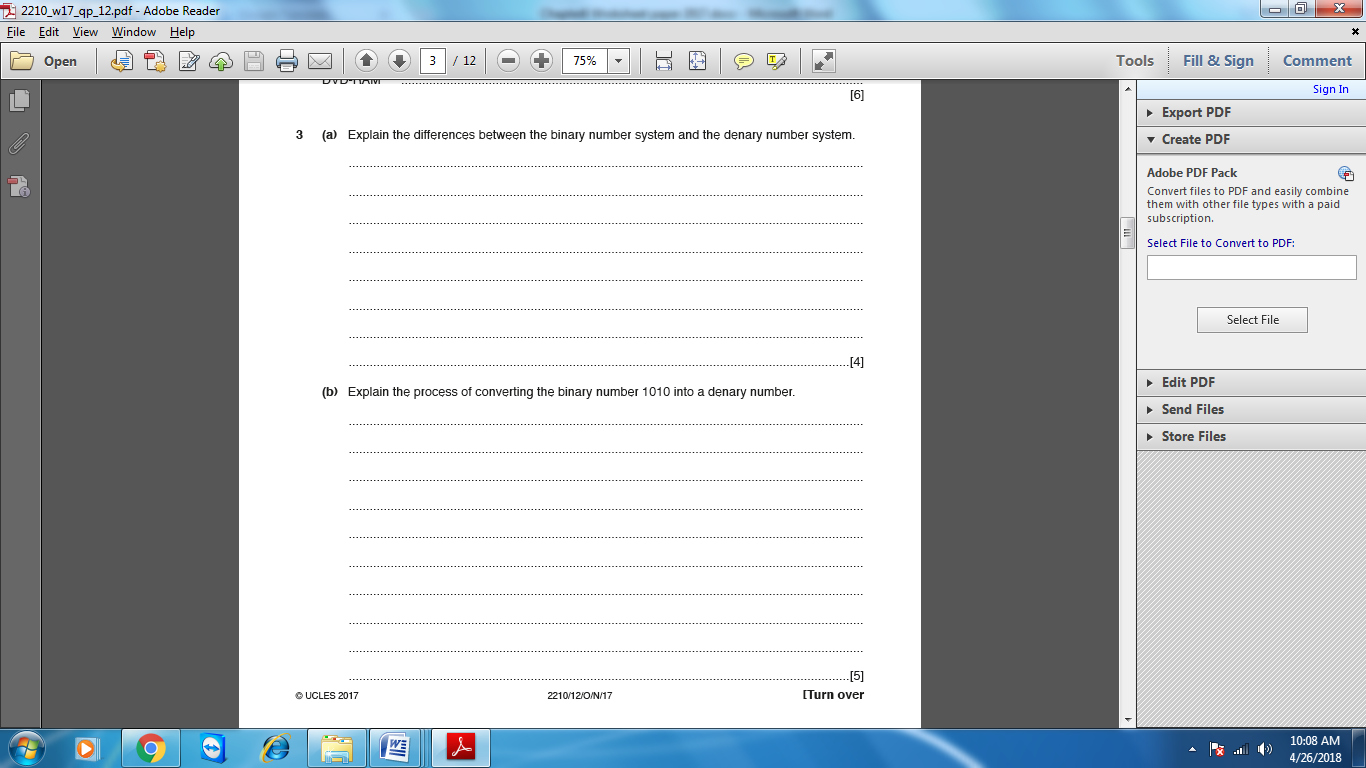 2210_w17_qp_12.pdf - Adobe Reader
File Edit View Window Help
Open 3 / 12 75% Tools Fill & Sign Comment
Sign In
Export PDF
Create PDF
Adobe PDF Pack
Convert files to PDF and easily combine
them with other file types with a paid
subscription.
Select File to Convert to PDF:
Select File
Edit PDF
Send Files
Store Files
DVD-RAM
[6]
3 (a) Explain the differences between the binary number system and the denary number system.
[4]
(b) Explain the process of converting the binary number 1010 into a denary number.
[5]
© UCLES 2017 2210/12/O/N/17 [Turn over
10:08 AM
4/26/2018